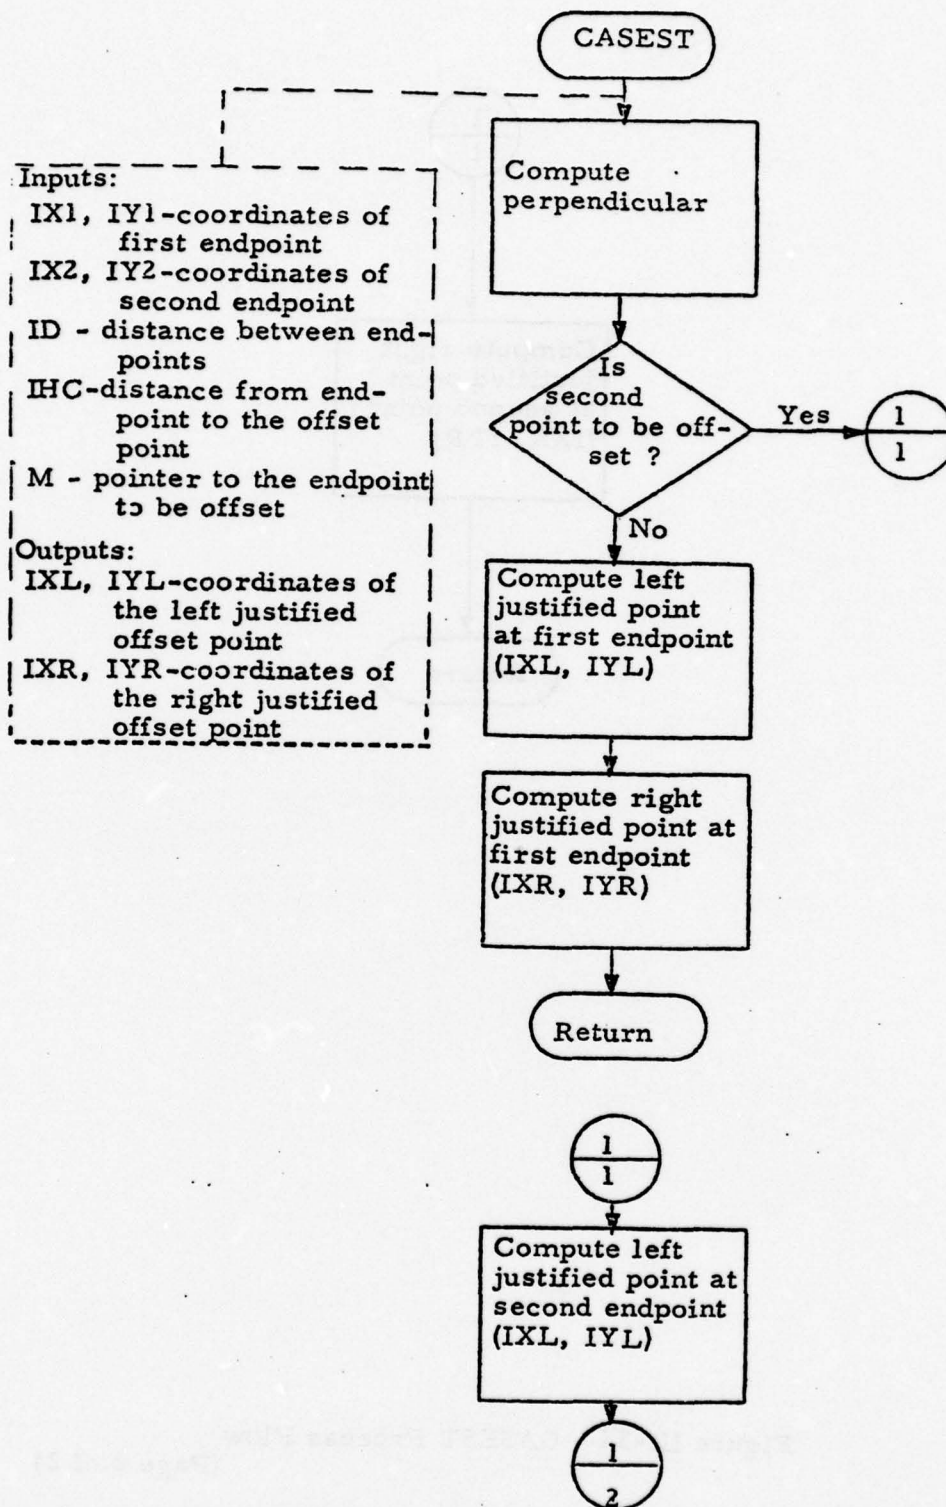 CASEST
Compute
perpendicular
Inputs:
IX1, IY1-coordinates of
first endpoint
IX2, IY2-coordinates of
second endpoint
ID - distance between end-
points
IHC-distance from end-
point to the offset
point
M - pointer to the endpoint
to be offset
Outputs:
IXL, IYL-coordinates of
the left justified
offset point
IXR, IYR-coordinates of
the right justified
offset point
Is
second
point to be off-
set ?
Yes
1
1
No
Compute left
justified point
at first endpoint
(IXL, IYL)
Compute right
justified point at
first endpoint
(IXR, IYR)
Return
1
1
Compute left
justified point at
second endpoint
(IXL, IYL)
1
2